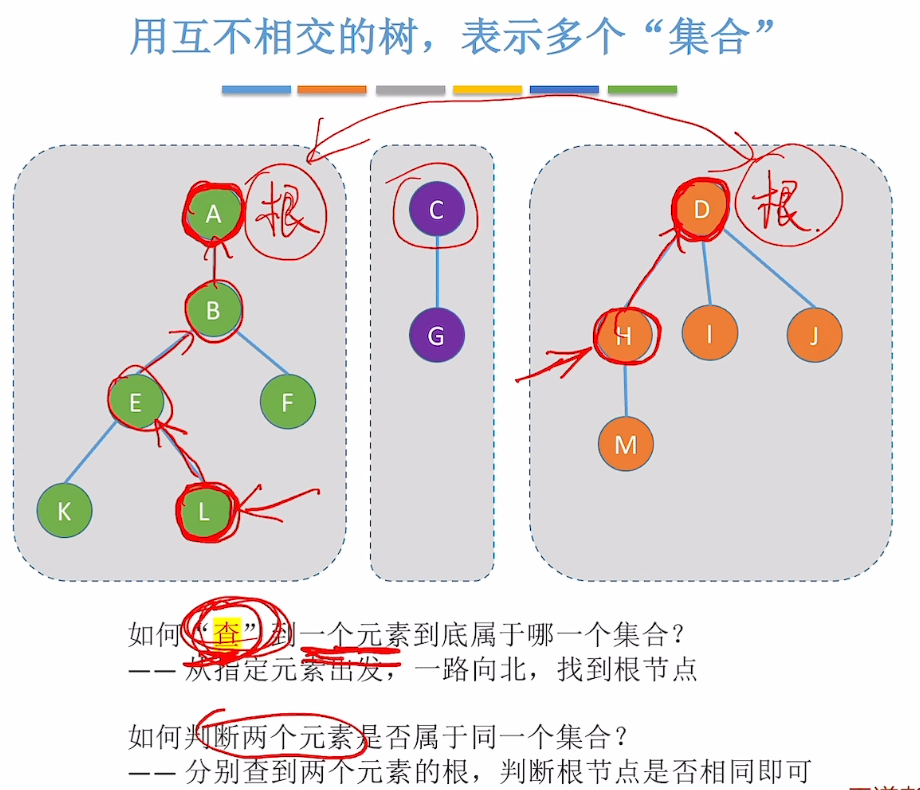 用互不相交的树，表示多个“集合”
A 根 C D 根.
B G H I J
E F M
K L
如何“查”到一个元素到底属于哪一个集合？
—— 从指定元素出发，一路向北，找到根节点
如何判断两个元素是否属于同一个集合？
—— 分别查到两个元素的根，判断根节点是否相同即可